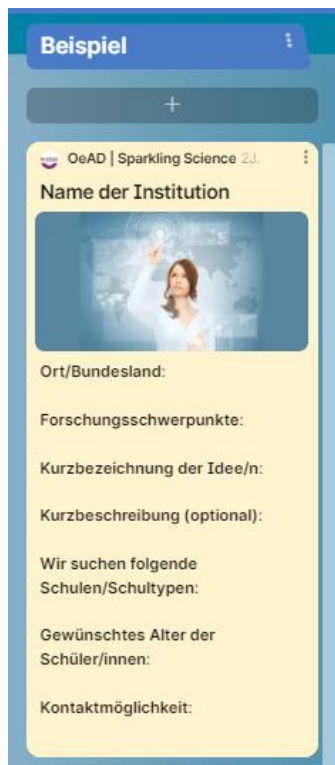 Beispiel
+
OeAD | Sparkling Science 2J.
Name der Institution
Ort/Bundesland:
Forschungsschwerpunkte:
Kurzbezeichnung der Idee/n:
Kurzbeschreibung (optional):
Wir suchen folgende
Schulen/Schultypen:
Gewünschtes Alter der
Schüler/innen:
Kontaktmöglichkeit: